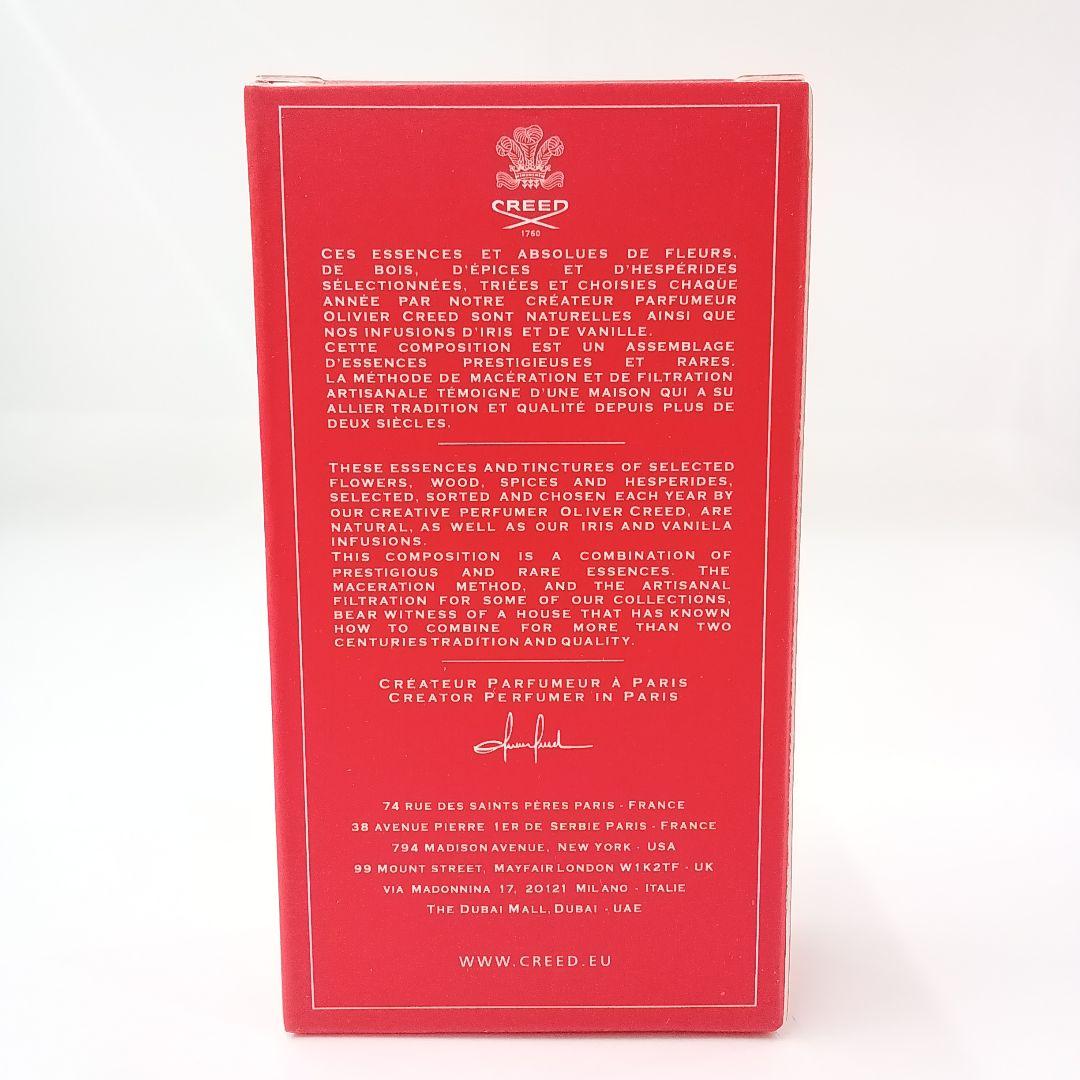 CREED
1760
CES ESSENCES ET ABSOLUES DE FLEURS,
DE BOIS, D'ÉPICES ET D'HESPÉRIDES
SÉLECTIONNÉES, TRIÉES ET CHOISIES CHAQUE
ANNÉE PAR NOTRE CRÉATEUR PARFUMEUR
OLIVIER CREED SONT NATURELLES AINSI QUE
NOS INFUSIONS D'IRIS ET DE VANILLE.
CETTE COMPOSITION EST UN ASSEMBLAGE
D'ESSENCES PRESTIGIEUSES ET RARES.
LA MÉTHODE DE MACÉRATION ET DE FILTRATION
ARTISANALE TÉMOIGNE D'UNE MAISON QUI A SU
ALLIER TRADITION ET QUALITÉ DEPUIS PLUS DE
DEUX SIÈCLES.
THESE ESSENCES AND TINCTURES OF SELECTED
FLOWERS, WOOD, SPICES AND HESPERIDES,
SELECTED, SORTED AND CHOSEN EACH YEAR BY
OUR CREATIVE PERFUMER OLIVER CREED, ARE
NATURAL, AS WELL AS OUR IRIS AND VANILLA
INFUSIONS.
THIS COMPOSITION IS A COMBINATION OF
PRESTIGIOUS AND RARE ESSENCES. THE
MACERATION METHOD, AND THE ARTISANAL
FILTRATION FOR SOME OF OUR COLLECTIONS,
BEAR WITNESS OF A HOUSE THAT HAS KNOWN
HOW TO COMBINE FOR MORE THAN TWO
CENTURIES TRADITION AND QUALITY.
CRÉATEUR PARFUMEUR À PARIS
CREATOR PERFUMER IN PARIS
74 RUE DES SAINTS PÈRES PARIS - FRANCE
38 AVENUE PIERRE 1ER DE SERBIE PARIS - FRANCE
794 MADISON AVENUE, NEW YORK - USA
99 MOUNT STREET, MAYFAIR LONDON W1K2TF - UK
VIA MADONNINA 17, 20121 MILANO - ITALIE
THE DUBAI MALL, DUBAI - UAE
WWW.CREED.EU